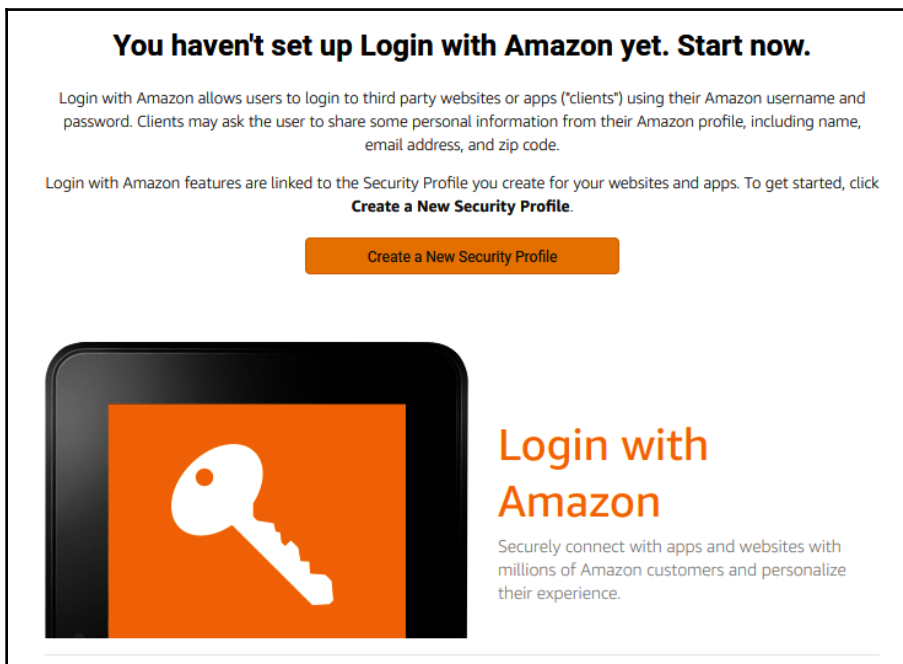 You haven't set up Login with Amazon yet. Start now.
Login with Amazon allows users to login to third party websites or apps ("clients") using their Amazon username and
password. Clients may ask the user to share some personal information from their Amazon profile, including name,
email address, and zip code.
Login with Amazon features are linked to the Security Profile you create for your websites and apps. To get started, click
Create a New Security Profile.
Create a New Security Profile
Login with
Amazon
Securely connect with apps and websites with
millions of Amazon customers and personalize
their experience.